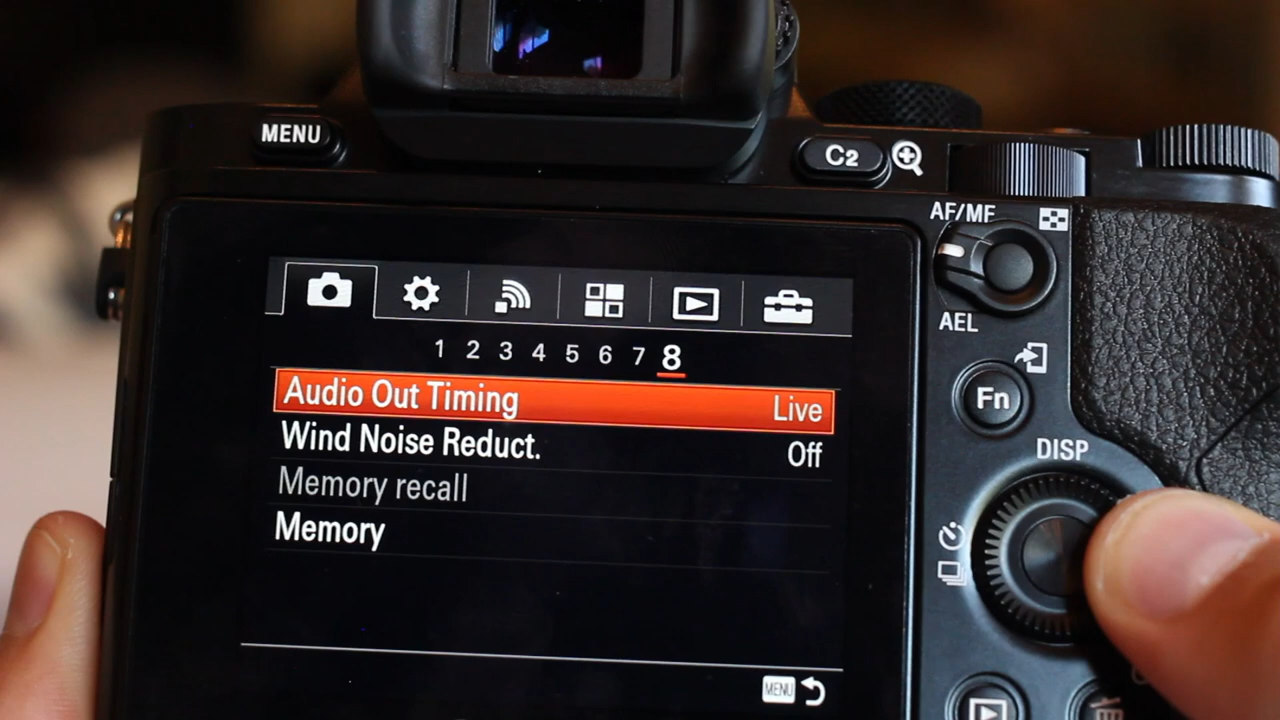 MENU
C2
AF/MF
AEL
1 2 3 4 5 6 7 8
Audio Out Timing Live
Wind Noise Reduct. Off
Memory recall
Memory
Fn
DISP
MENU